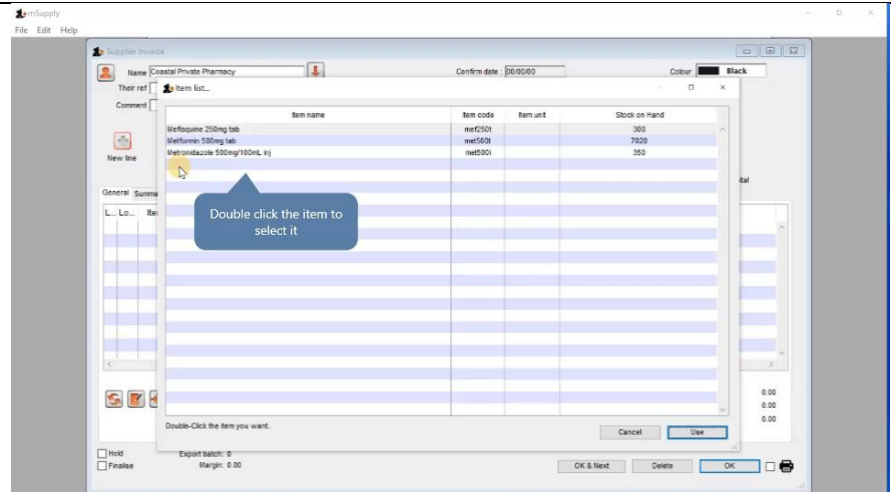 mSupply
File Edit Help
Supplier Invoice
Name Coastal Private Pharmacy Confirm date : 00/00/00 Colour Black
Their ref
Item list...
Comment
Item name Item code Item unit Stock on Hand
Mefloquine 250mg tab mef250t 300
Metformin 500mg tab met500t 7020
Metronidazole 500mg/100mL inj met500i 350
New line
General Summa
Double click the item to
select it
L... Lo... Ite
0.00
0.00
0.00
Double-Click the item you want.
Cancel Use
Hold Export batch: 0
Finalise Margin: 0.00
OK & Next Delete OK